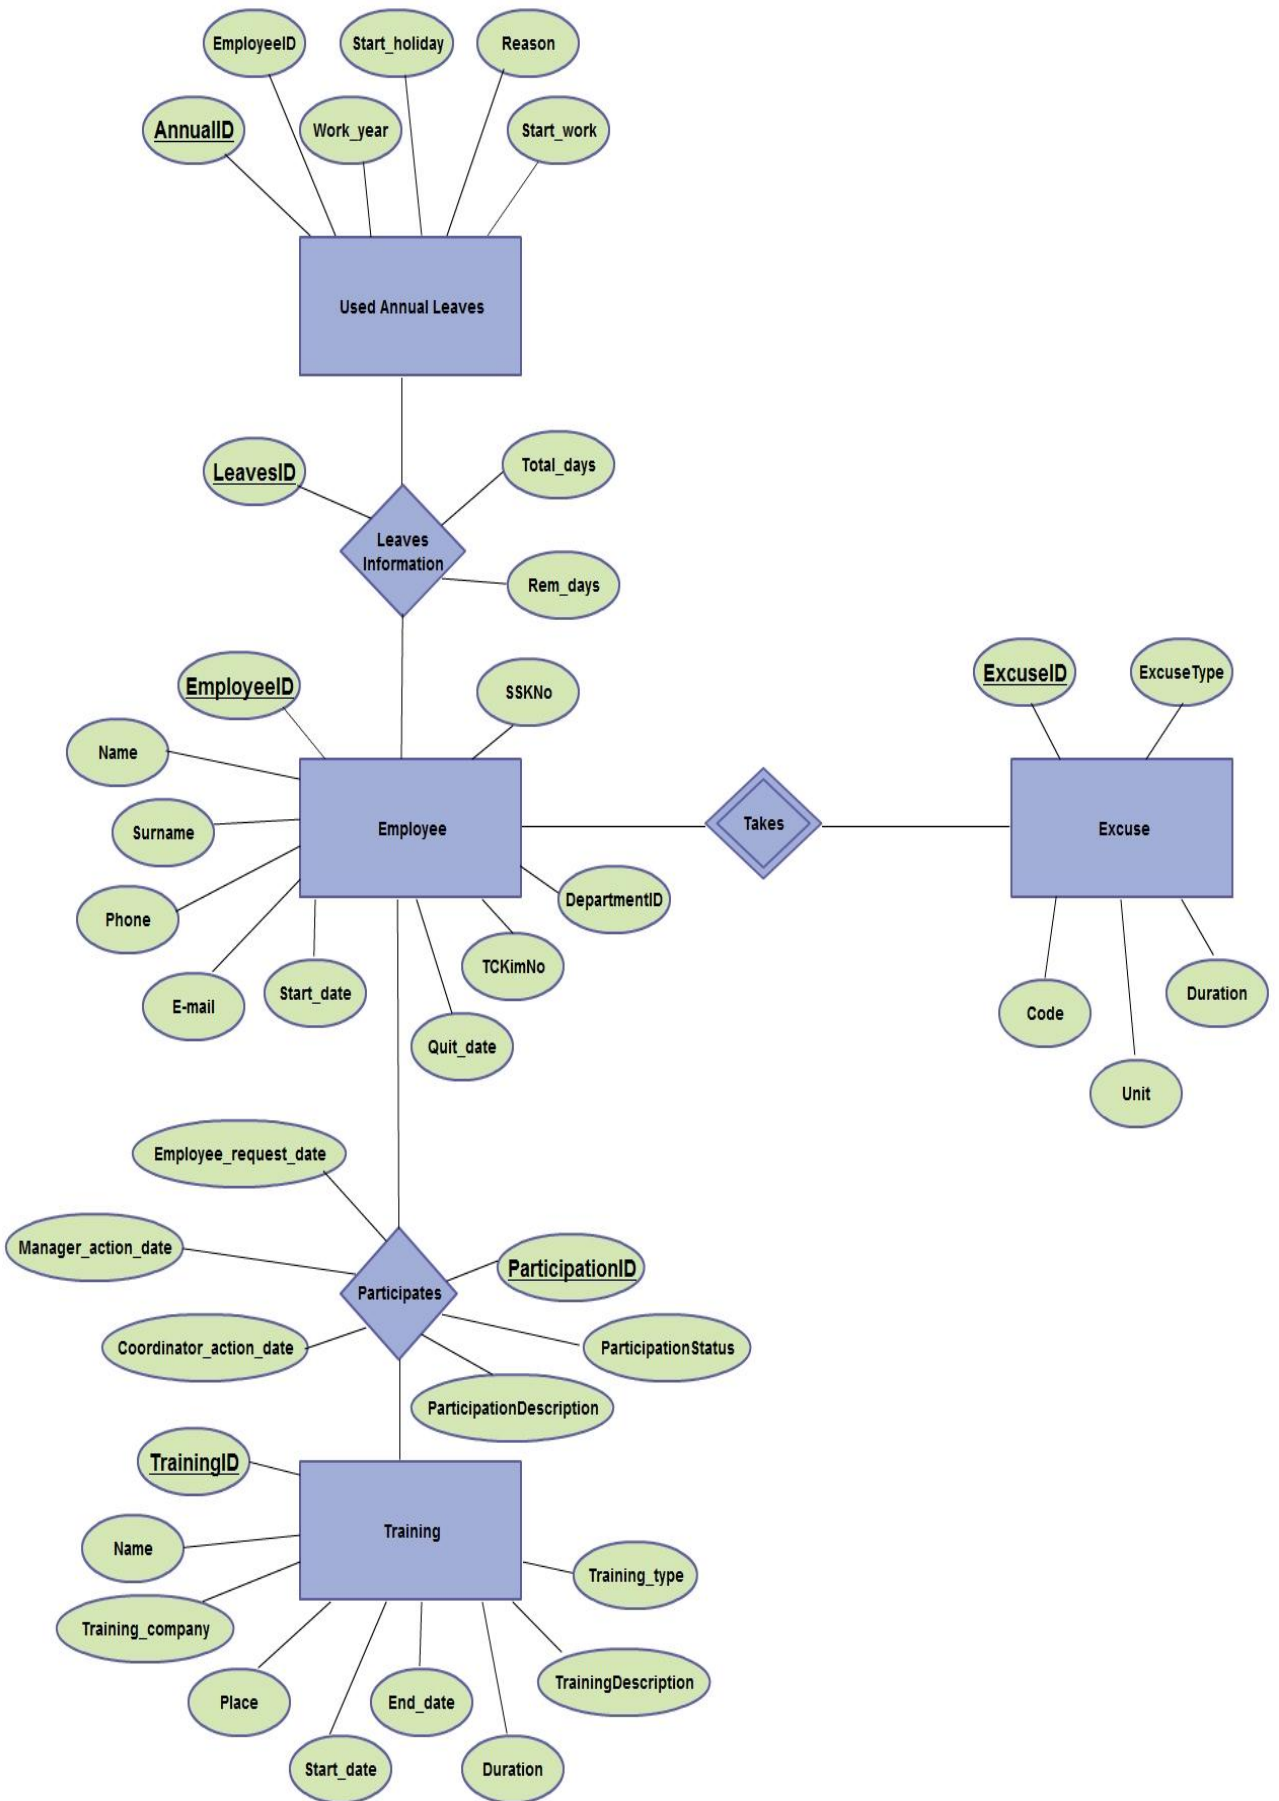 EmployeeID
Start_holiday
Reason
AnnualID
Work_year
Start_work
Used Annual Leaves
LeavesID
Total_days
Leaves
Information
Rem_days
EmployeeID
SSKNo
ExcuseID
ExcuseType
Name
Surname
Employee
Takes
Excuse
Phone
DepartmentID
E-mail
Start_date
TCKimNo
Quit_date
Code
Duration
Unit
Employee_request_date
Manager_action_date
ParticipationID
Participates
Coordinator_action_date
ParticipationStatus
ParticipationDescription
TrainingID
Training
Name
Training_type
Training_company
TrainingDescription
Place
End_date
Start_date
Duration